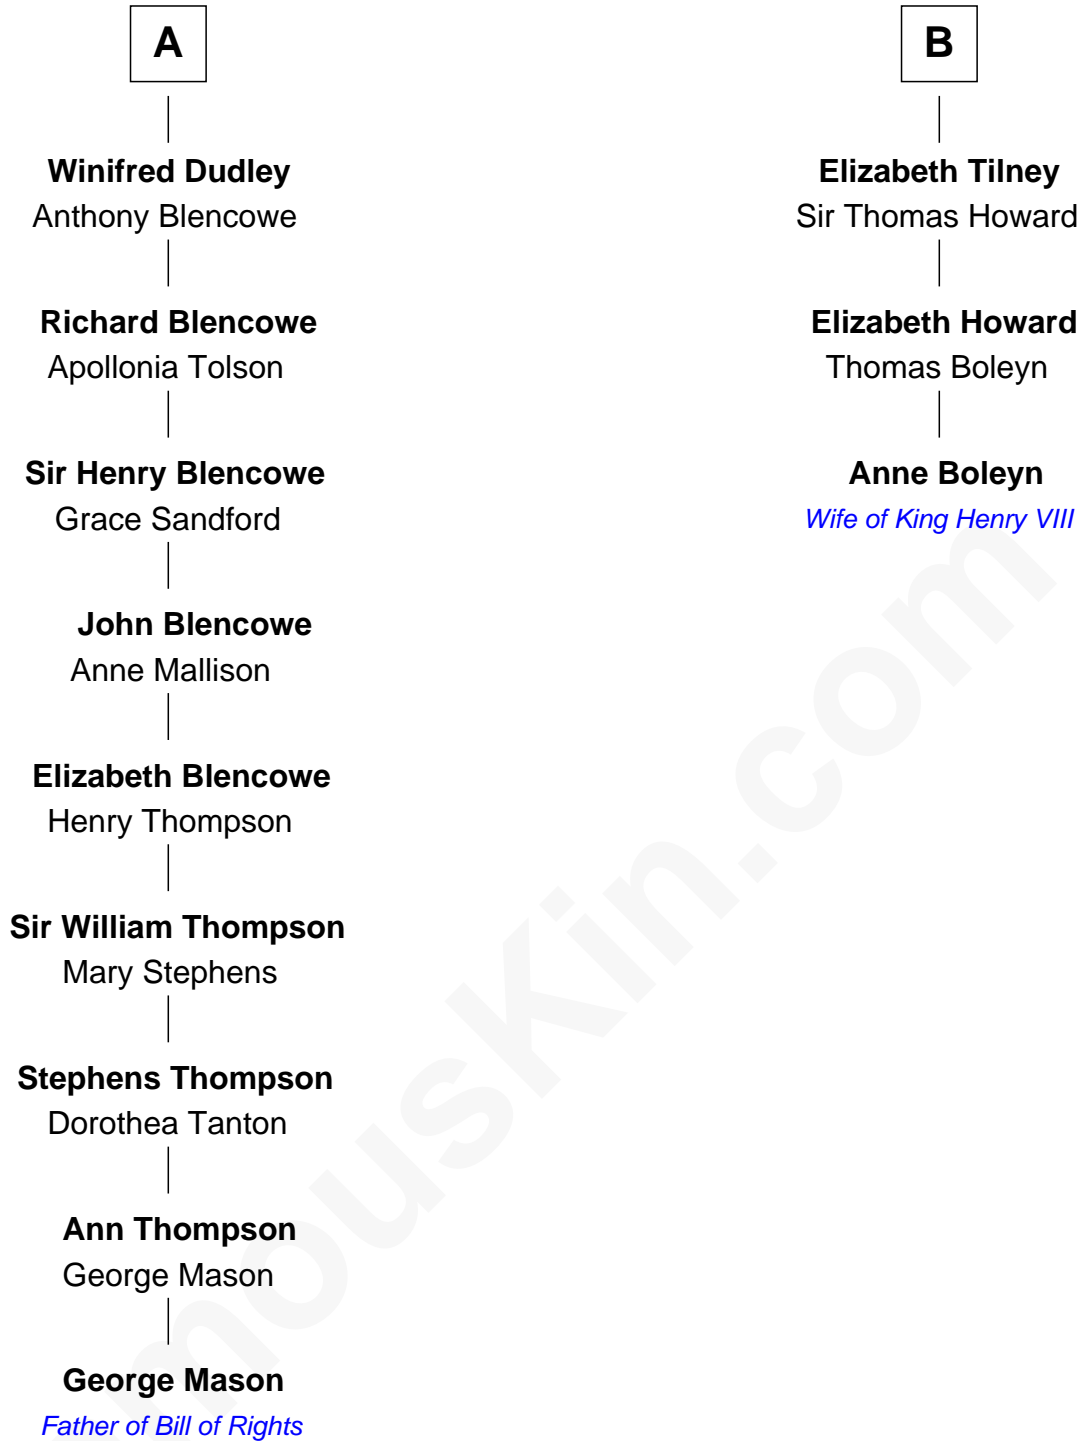 A
Winifred Dudley
Anthony Blencowe
Richard Blencowe
Apollonia Tolson
Sir Henry Blencowe
Grace Sandford
John Blencowe
Anne Mallison
Elizabeth Blencowe
Henry Thompson
Sir William Thompson
Mary Stephens
Stephens Thompson
Dorothea Tanton
Ann Thompson
George Mason
George Mason
Father of Bill of Rights
B
Elizabeth Tilney
Sir Thomas Howard
Elizabeth Howard
Thomas Boleyn
Anne Boleyn
Wife of King Henry VIII
mousKin.com